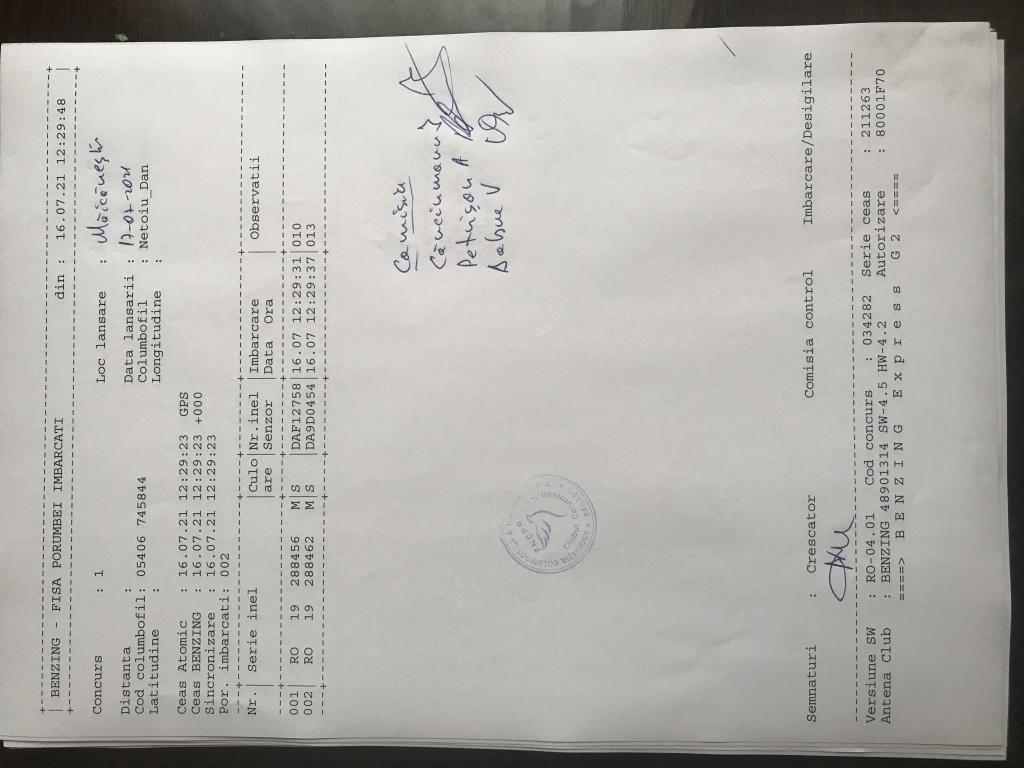 BENZING - FISA PORUMBEI IMBARCATI din : 16.07.21 12:29:48
Concurs : 1 Loc lansare : Măicănești
Distanta : Data lansarii : 17-07-2021
Cod columbofil: 05406 745844 Columbofil : Netoiu_Dan
Latitudine : Longitudine :
Ceas Atomic : 16.07.21 12:29:23 GPS
Ceas BENZING : 16.07.21 12:29:23 +000
Sincronizare : 16.07.21 12:29:23
Por. imbarcati: 002
Nr. | Serie inel |Culo|Nr.inel |Imbarcare | Observatii
|are |Senzor |Data Ora |
001| RO 19 288456 M|S |DAF12758|16.07 12:29:31|010
002| RO 19 288462 M|S |DA9D0454|16.07 12:29:37|013
Comisia
Petrișon A
Dabue V
Semnaturi : Crescator Comisia control Imbarcare/Desigilare
Versiune SW : RO-04.01 Cod concurs : 034282 Serie ceas : 211263
Antena Club : BENZING 48901314 SW-4.5 HW-4.2 Autorizare : 80001F70
====> B E N Z I N G E x p r e s s G 2 <====